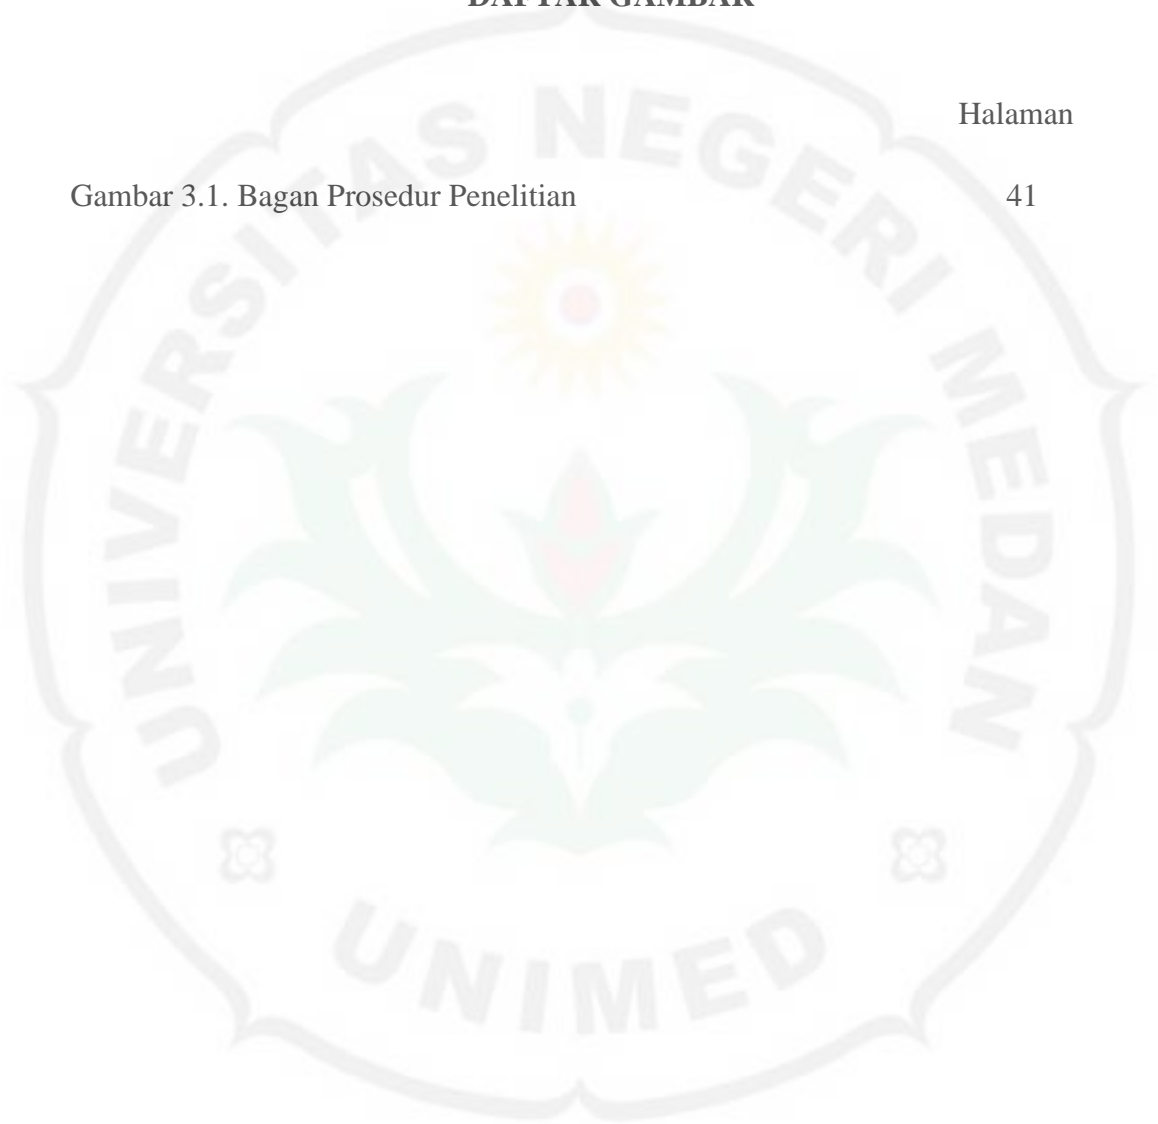 DAFTAR GAMBAR
Halaman
Gambar 3.1. Bagan Prosedur Penelitian 41
UNIVERSITAS NEGERI MEDAN
UNIMED